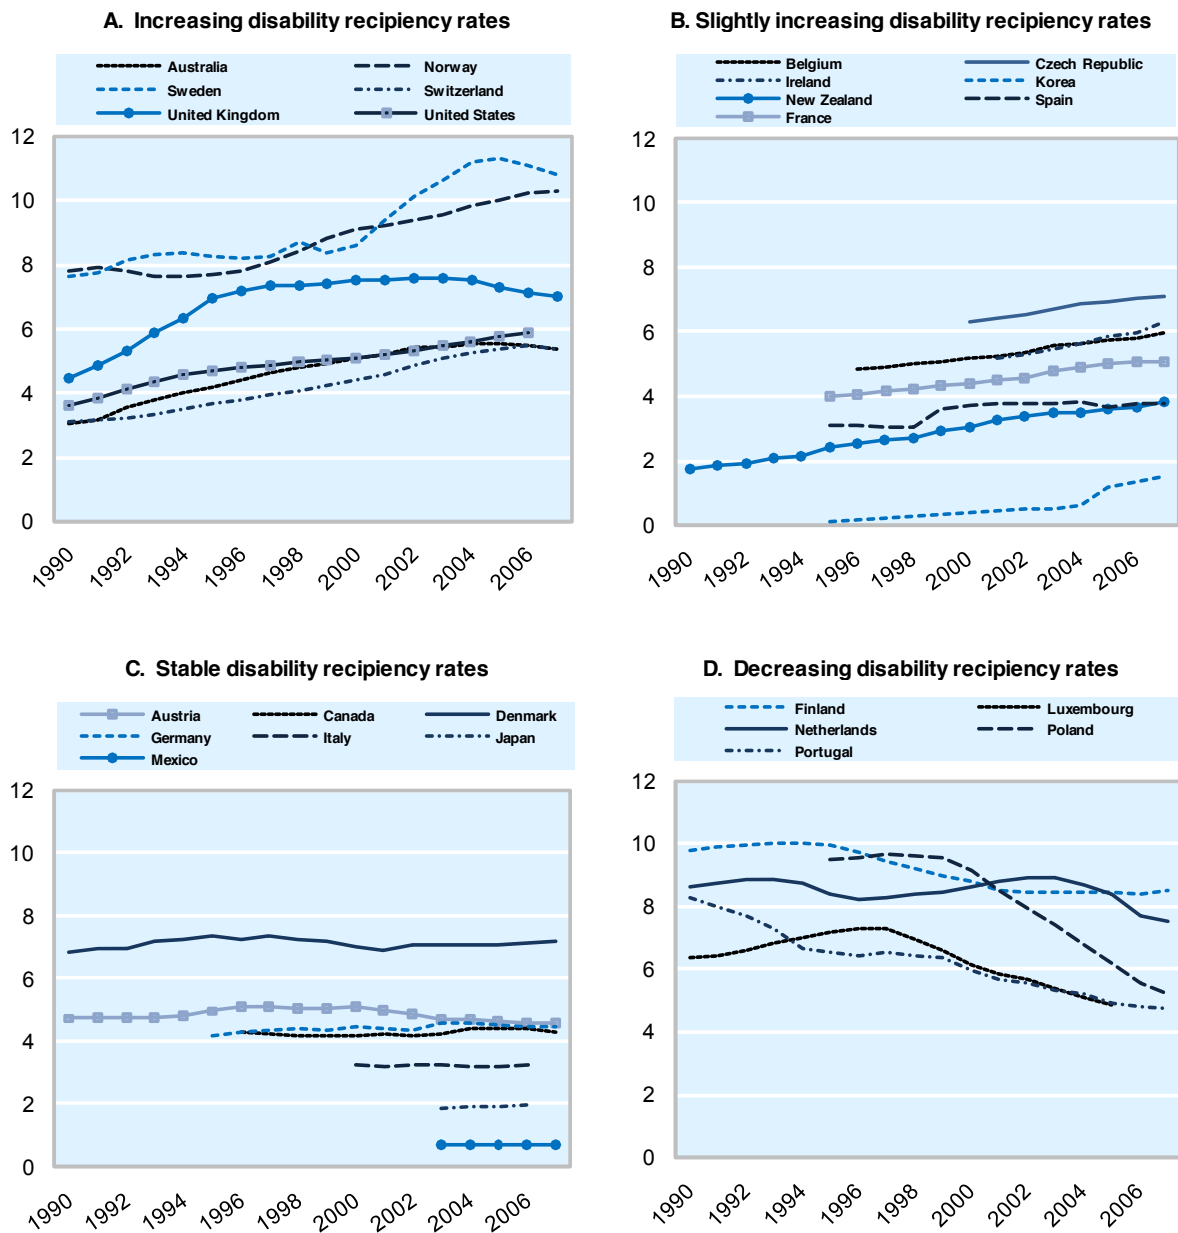 A. Increasing disability recipiency rates
Australia Norway
Sweden Switzerland
United Kingdom United States
12
10
8
6
4
2
0
1990 1992 1994 1996 1998 2000 2002 2004 2006
B. Slightly increasing disability recipiency rates
Belgium Czech Republic
Ireland Korea
New Zealand Spain
France
12
10
8
6
4
2
0
1990 1992 1994 1996 1998 2000 2002 2004 2006
C. Stable disability recipiency rates
Austria Canada Denmark
Germany Italy Japan
Mexico
12
10
8
6
4
2
0
1990 1992 1994 1996 1998 2000 2002 2004 2006
D. Decreasing disability recipiency rates
Finland Luxembourg
Netherlands Poland
Portugal
12
10
8
6
4
2
0
1990 1992 1994 1996 1998 2000 2002 2004 2006